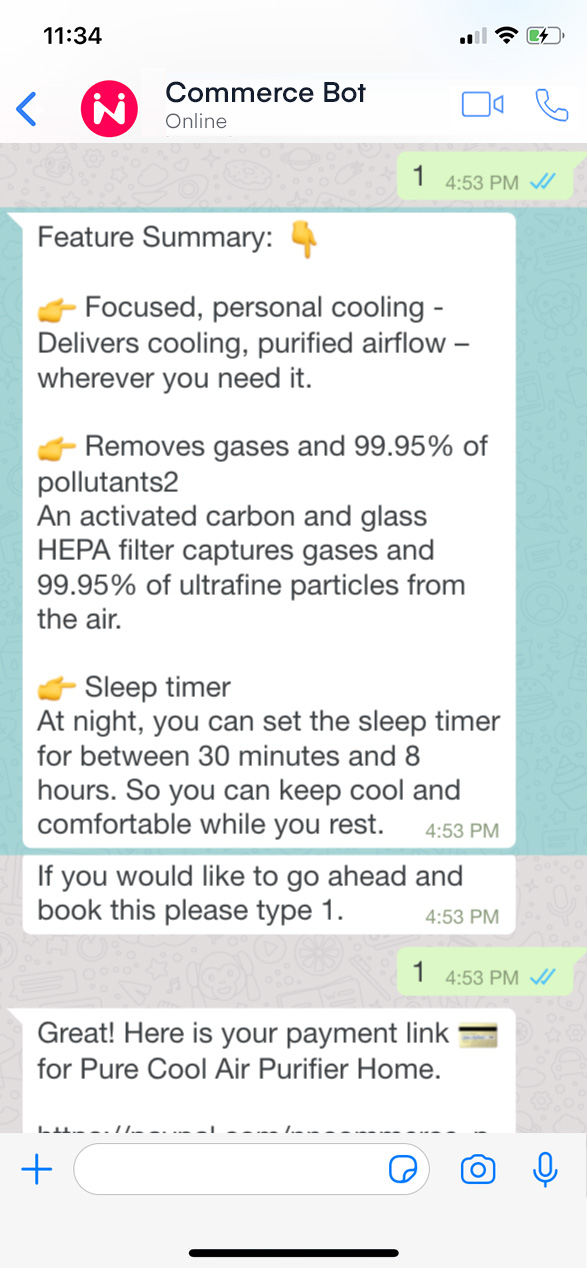 11:34
Commerce Bot
Online
1 4:53 PM
Feature Summary: 👇
👉 Focused, personal cooling -
Delivers cooling, purified airflow –
wherever you need it.
👉 Removes gases and 99.95% of
pollutants2
An activated carbon and glass
HEPA filter captures gases and
99.95% of ultrafine particles from
the air.
👉 Sleep timer
At night, you can set the sleep timer
for between 30 minutes and 8
hours. So you can keep cool and
comfortable while you rest. 4:53 PM
If you would like to go ahead and
book this please type 1. 4:53 PM
1 4:53 PM
Great! Here is your payment link 💳
for Pure Cool Air Purifier Home.